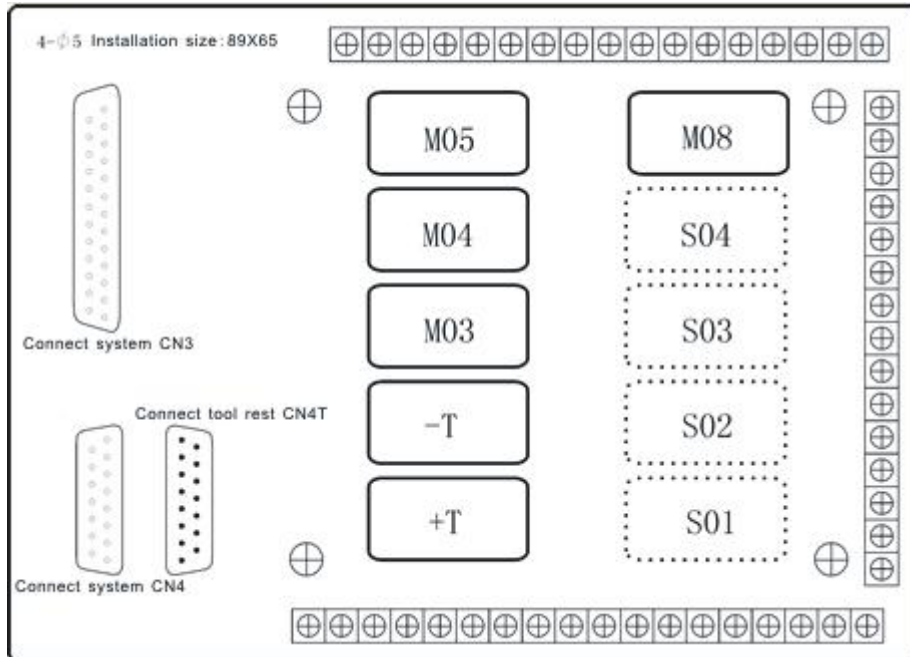 4-φ5 Installation size:89X65
M05
M08
M04
S04
M03
S03
Connect system CN3
Connect tool rest CN4T
-T
S02
+T
S01
Connect system CN4